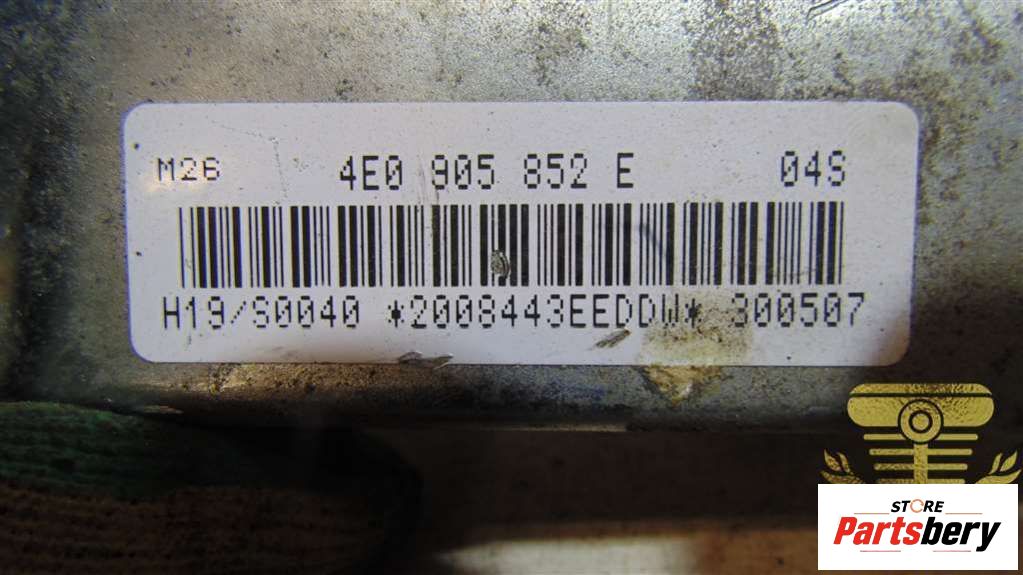 M26 4E0 905 852 E 04S
H19/S0040 *2008443EEDDW* 300507
STORE
Partsbery